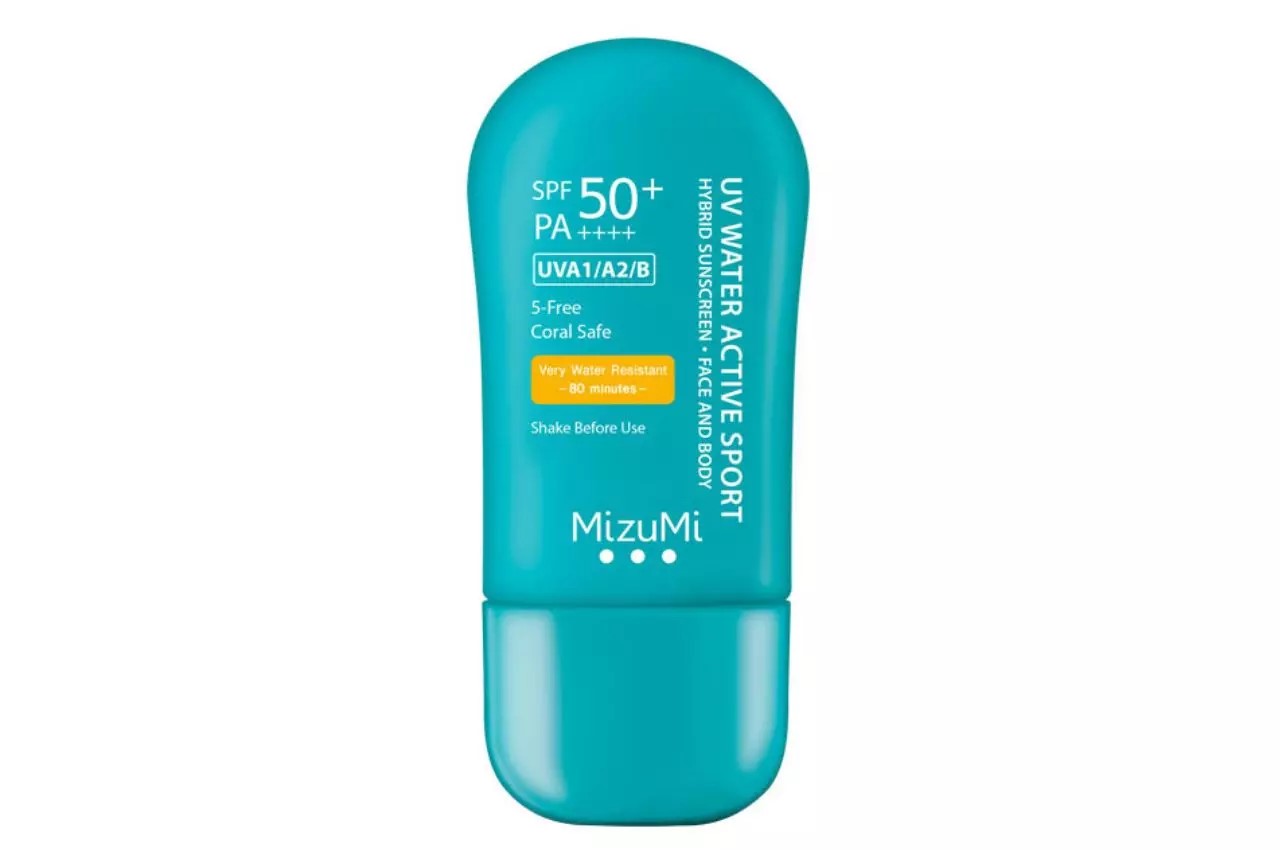 SPF 50+
PA ++++
UVA1/A2/B
5-Free
Coral Safe
Very Water Resistant
–80 minutes–
Shake Before Use
UV WATER ACTIVE SPORT
HYBRID SUNSCREEN • FACE AND BODY
MizuMi